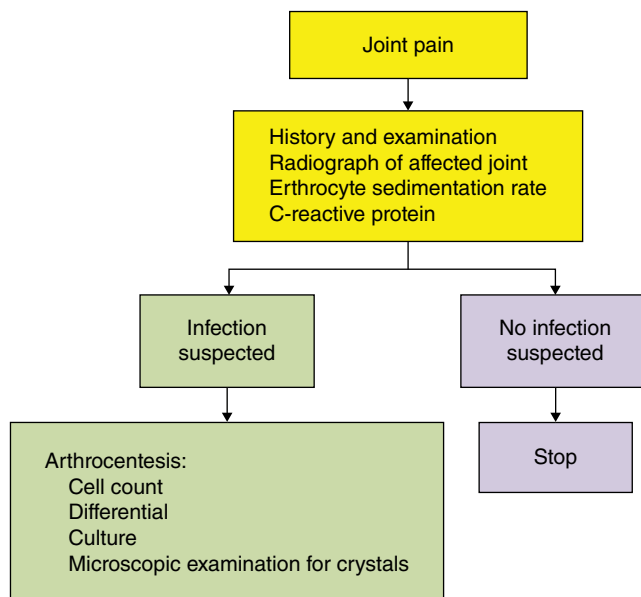 Joint pain
History and examination
Radiograph of affected joint
Erthrocyte sedimentation rate
C-reactive protein
Infection
suspected
No infection
suspected
Arthrocentesis:
Cell count
Differential
Culture
Microscopic examination for crystals
Stop